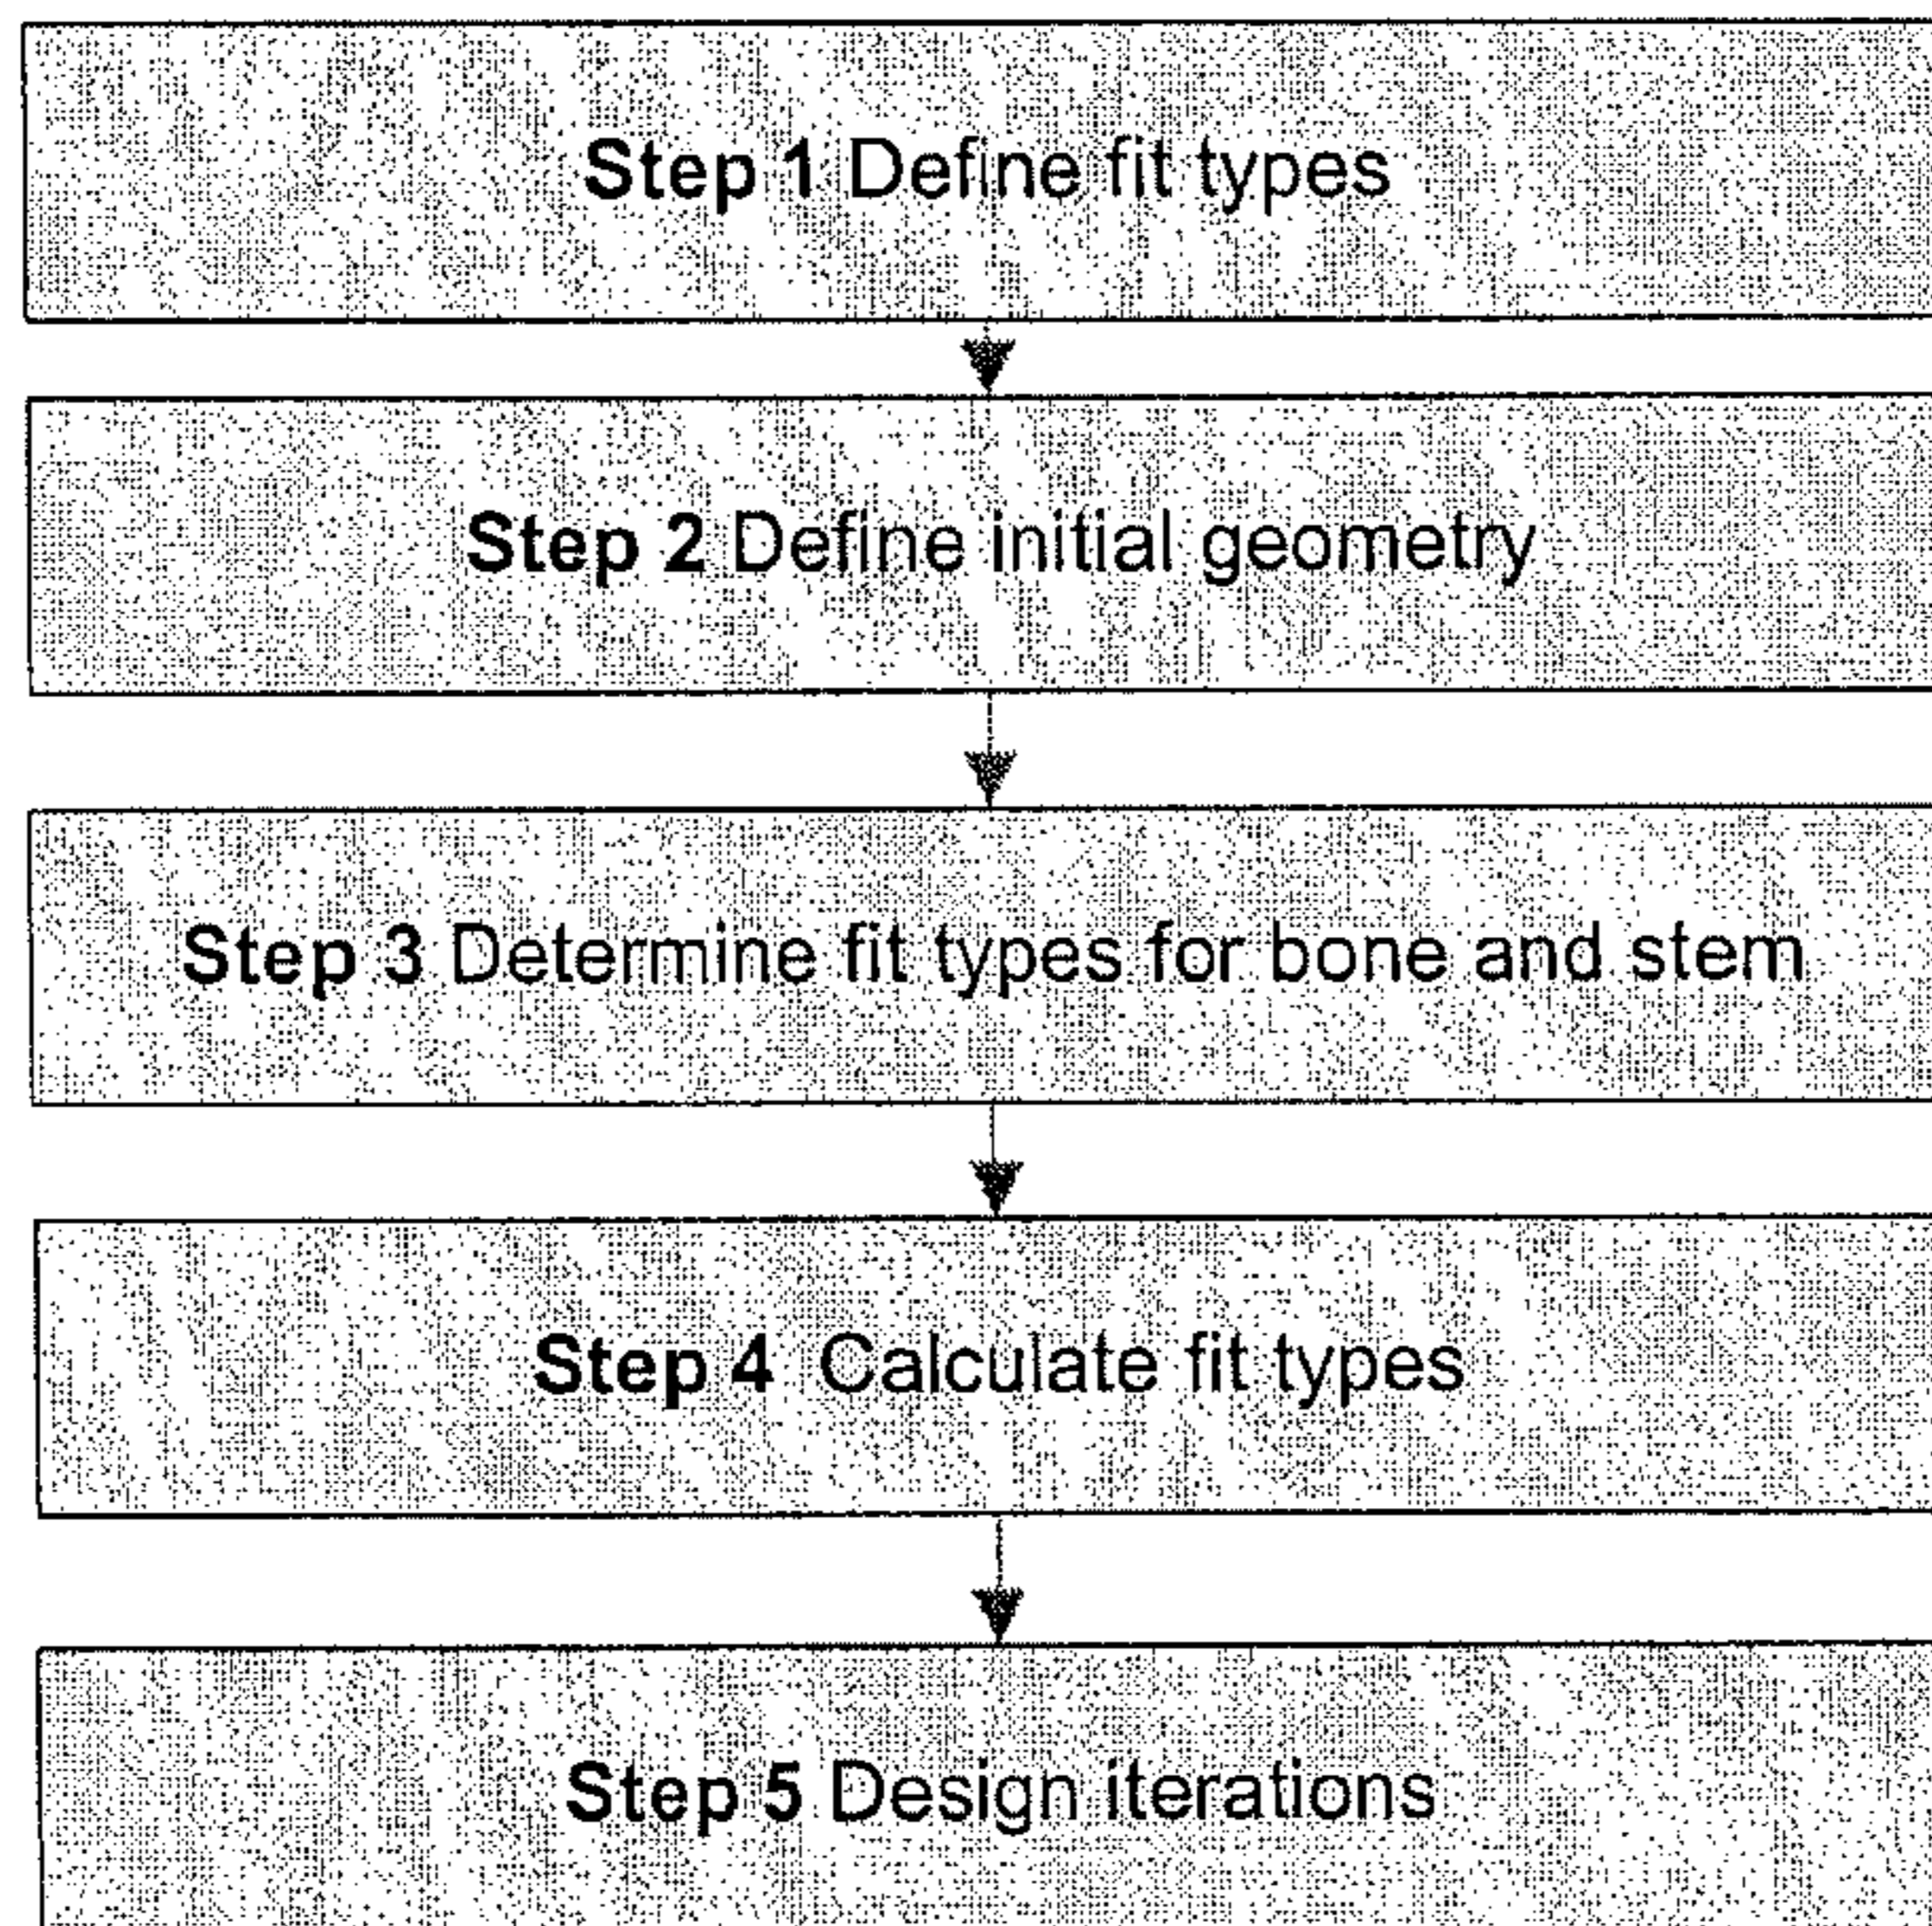 Step 1 Define fit types
Step 2 Define initial geometry
Step 3 Determine fit types for bone and stem
Step 4 Calculate fit types
Step 5 Design iterations